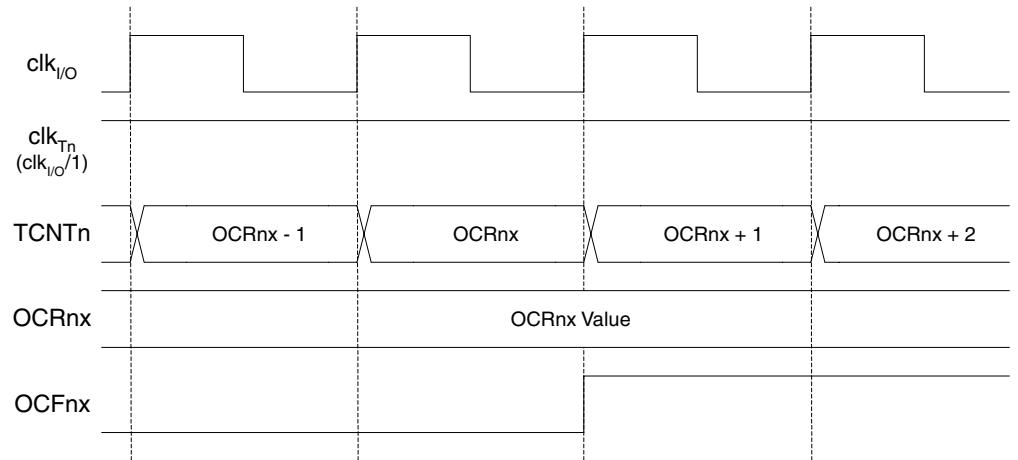 clkI/O
clkTn
(clkI/O/1)
TCNTn
OCRnx - 1
OCRnx
OCRnx + 1
OCRnx + 2
OCRnx
OCRnx Value
OCFnx